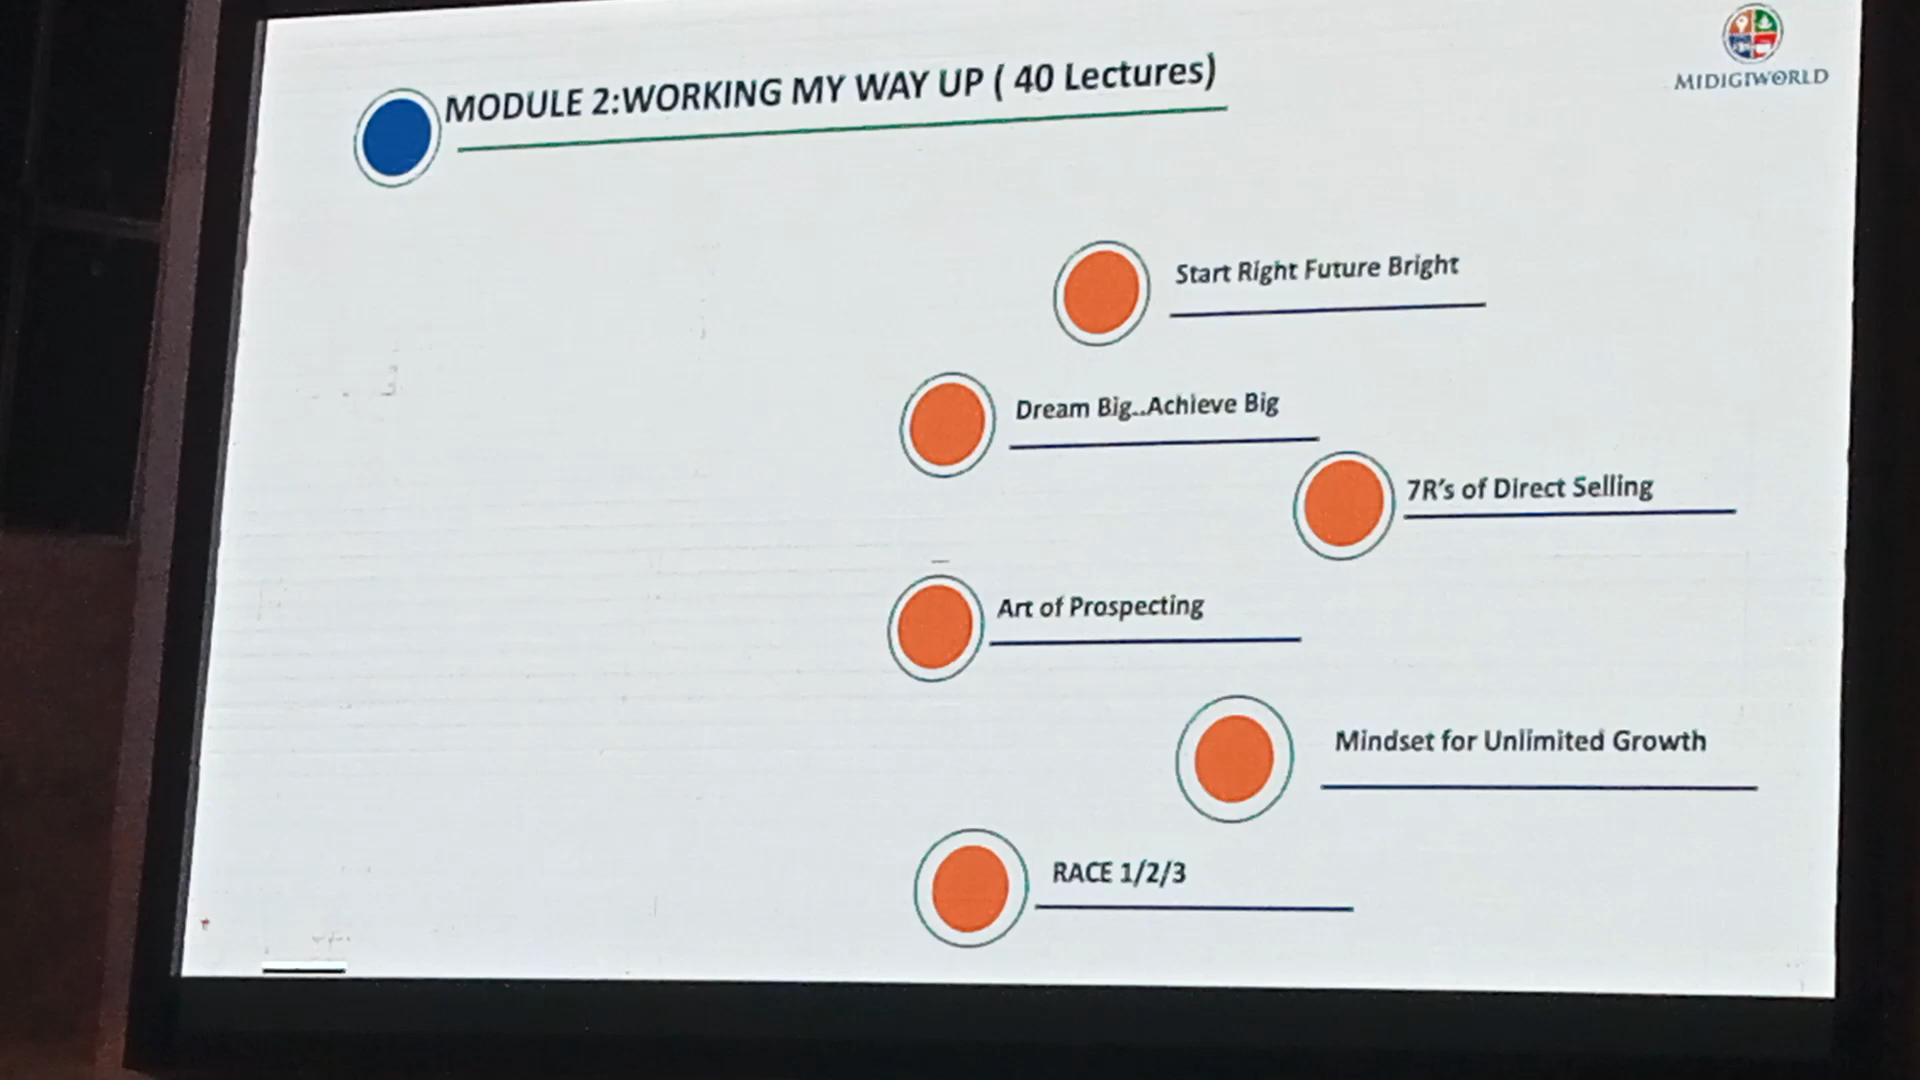 MIDIGIWORLD
MODULE 2:WORKING MY WAY UP ( 40 Lectures)
Start Right Future Bright
Dream Big..Achieve Big
7R's of Direct Selling
Art of Prospecting
Mindset for Unlimited Growth
RACE 1/2/3